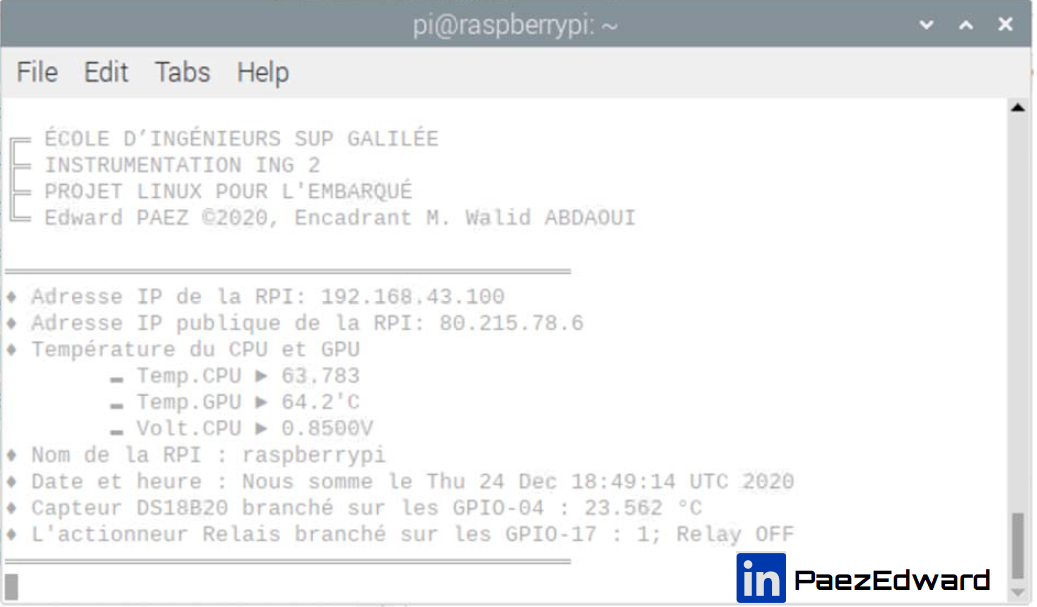 pi@raspberrypi: ~
File Edit Tabs Help
ÉCOLE D’INGÉNIEURS SUP GALILÉE
INSTRUMENTATION ING 2
PROJET LINUX POUR L'EMBARQUÉ
Edward PAEZ ©2020, Encadrant M. Walid ABDAOUI
♦ Adresse IP de la RPI: 192.168.43.100
♦ Adresse IP publique de la RPI: 80.215.78.6
♦ Température du CPU et GPU
▬ Temp.CPU ► 63.783
▬ Temp.GPU ► 64.2'C
▬ Volt.CPU ► 0.8500V
♦ Nom de la RPI : raspberrypi
♦ Date et heure : Nous somme le Thu 24 Dec 18:49:14 UTC 2020
♦ Capteur DS18B20 branché sur les GPIO-04 : 23.562 °C
♦ L'actionneur Relais branché sur les GPIO-17 : 1; Relay OFF
in PaezEdward